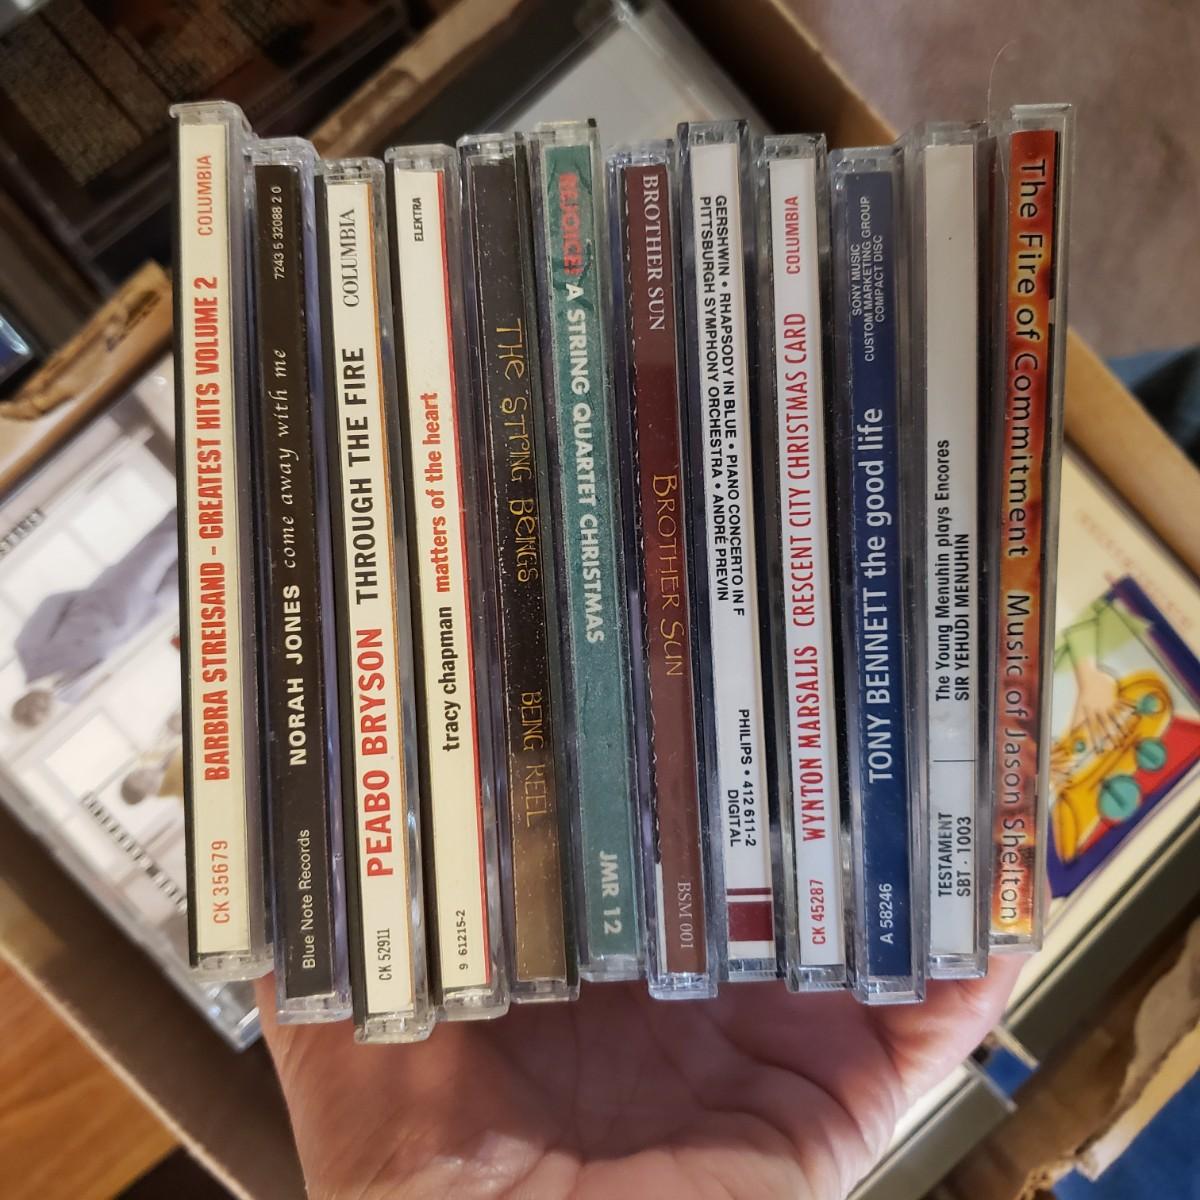 COLUMBIA
BARBRA STREISAND - GREATEST HITS VOLUME 2
CK 35679
7243 5 32088 2 0
NORAH JONES come away with me
Blue Note Records
COLUMBIA
PEABO BRYSON THROUGH THE FIRE
CK 52911
ELEKTRA
tracy chapman matters of the heart
9 61215-2
THE STRING BEINGS BEING REEL
REJOICE! A STRING QUARTET CHRISTMAS
JMR 12
BROTHER SUN
BROTHER SUN
BSM 001
GERSHWIN • RHAPSODY IN BLUE • PIANO CONCERTO IN F
PITTSBURGH SYMPHONY ORCHESTRA • ANDRÉ PREVIN
PHILIPS • 412 611-2
DIGITAL
COLUMBIA
WYNTON MARSALIS CRESCENT CITY CHRISTMAS CARD
CK 45287
SONY MUSIC
CUSTOM MARKETING GROUP
COMPACT DISC
TONY BENNETT the good life
A 58246
The Young Menuhin plays Encores
SIR YEHUDI MENUHIN
TESTAMENT
SBT · 1003
The Fire of Commitment Music of Jason Shelton